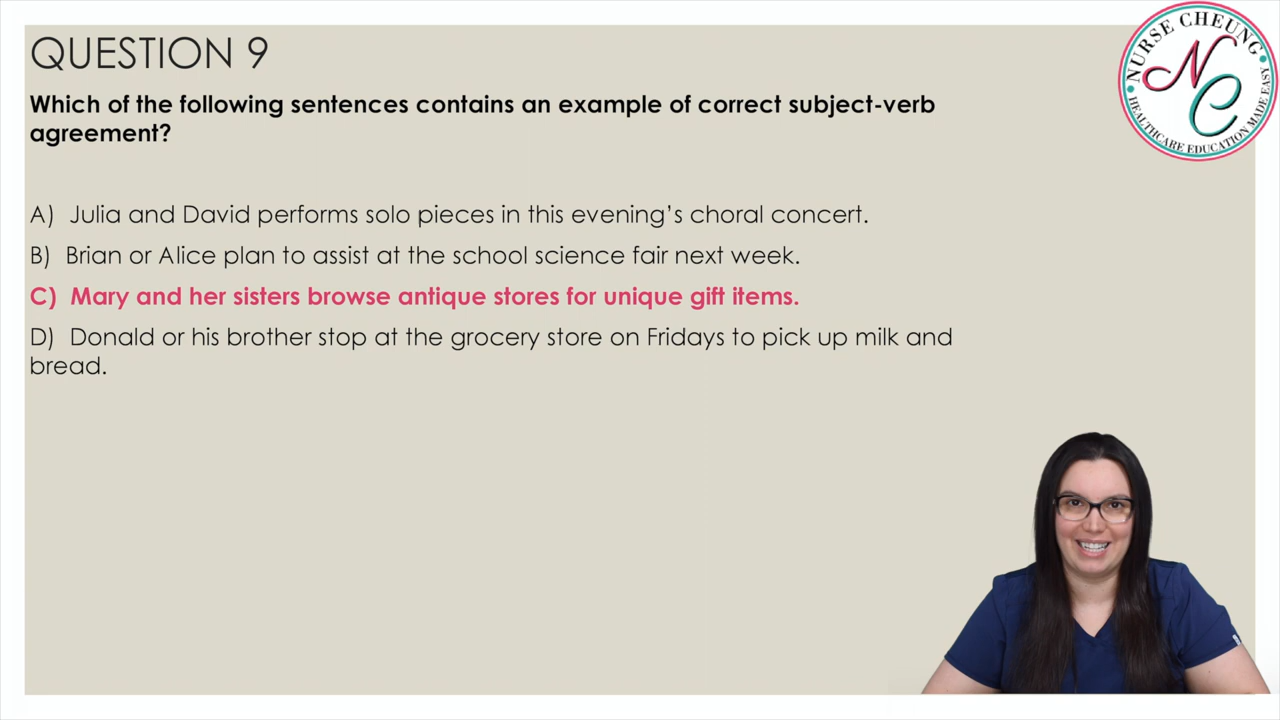 QUESTION 9
Which of the following sentences contains an example of correct subject-verb
agreement?
A) Julia and David performs solo pieces in this evening’s choral concert.
B) Brian or Alice plan to assist at the school science fair next week.
C) Mary and her sisters browse antique stores for unique gift items.
D) Donald or his brother stop at the grocery store on Fridays to pick up milk and
bread.
NURSE CHEUNG
NC
HEALTHCARE EDUCATION MADE EASY